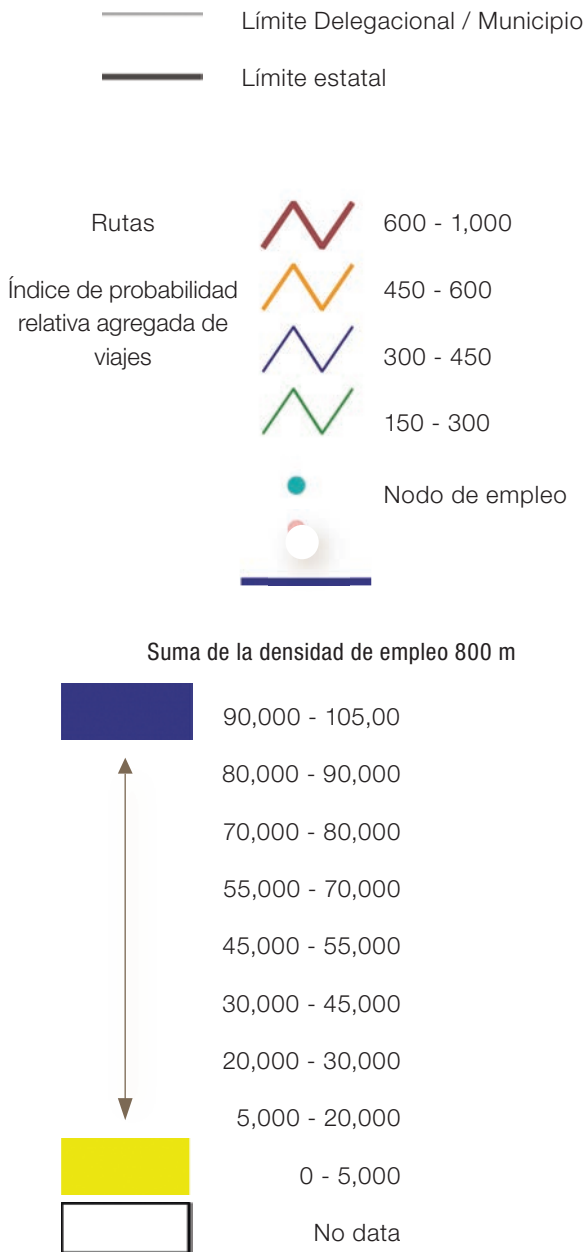 Límite Delegacional / Municipio
Límite estatal
Rutas
600 - 1,000
Índice de probabilidad
relativa agregada de
viajes
450 - 600
300 - 450
150 - 300
Nodo de empleo
Suma de la densidad de empleo 800 m
90,000 - 105,00
80,000 - 90,000
70,000 - 80,000
55,000 - 70,000
45,000 - 55,000
30,000 - 45,000
20,000 - 30,000
5,000 - 20,000
0 - 5,000
No data